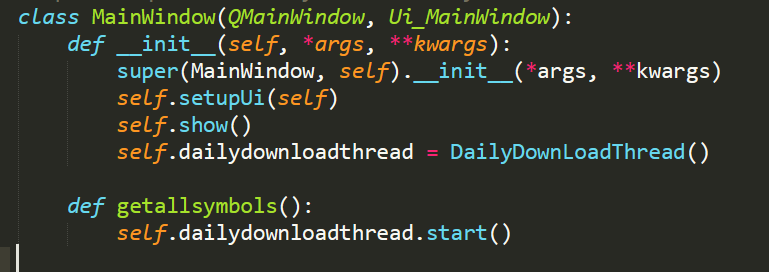 class MainWindow(QMainWindow, Ui_MainWindow):
    def __init__(self, *args, **kwargs):
        super(MainWindow, self).__init__(*args, **kwargs)
        self.setupUi(self)
        self.show()
        self.dailydownloadthread = DailyDownLoadThread()

    def getallsymbols():
        self.dailydownloadthread.start()